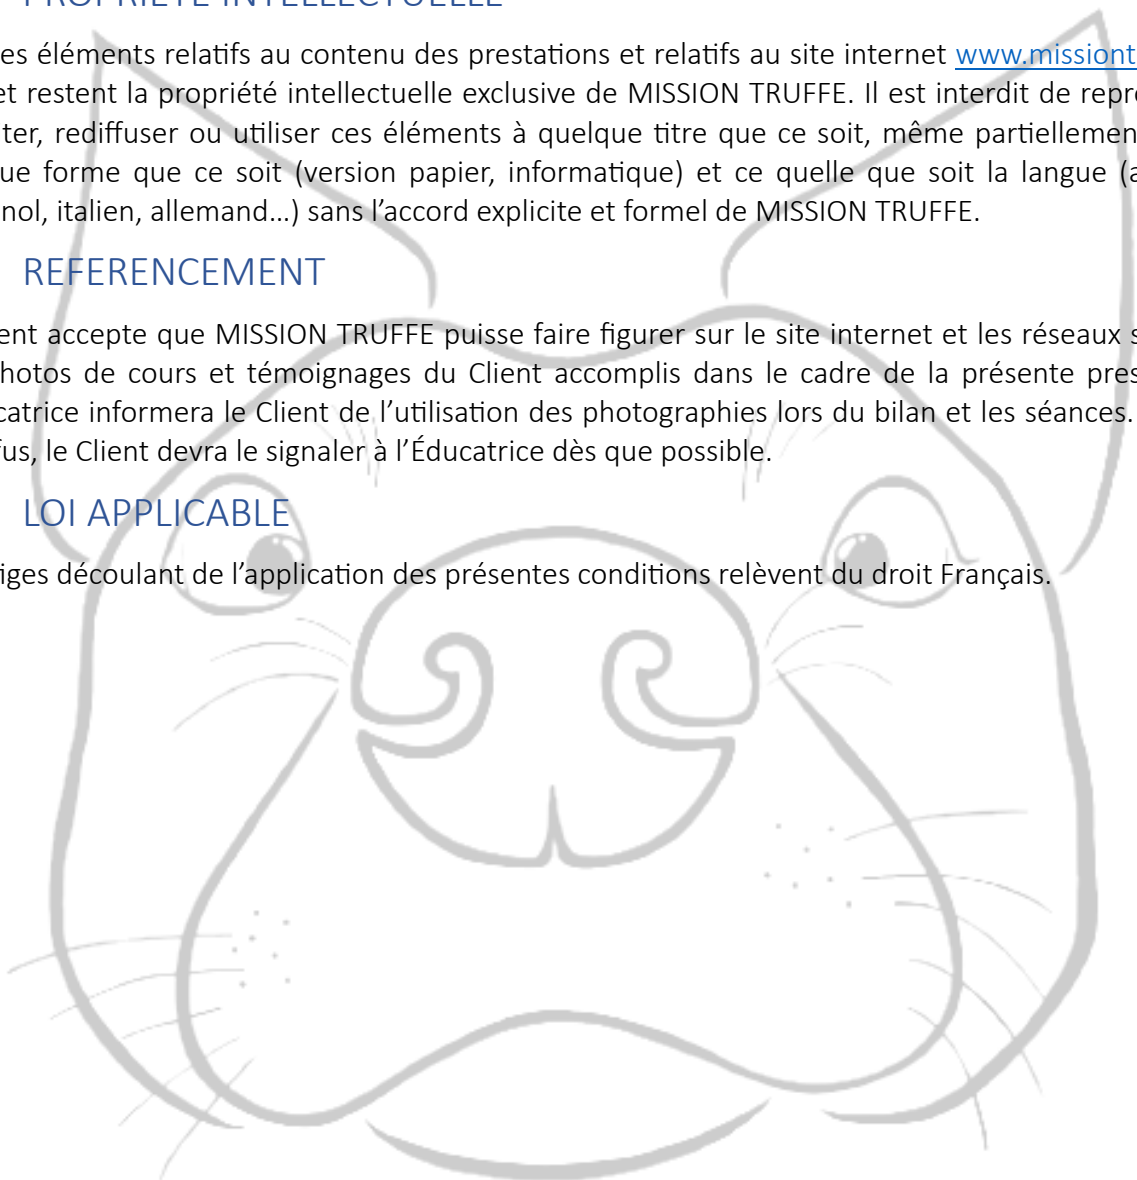 PROPRIETE INTELLECTUELLE
es éléments relatifs au contenu des prestations et relatifs au site internet www.missiont
et restent la propriété intellectuelle exclusive de MISSION TRUFFE. Il est interdit de repr
ter, rediffuser ou utiliser ces éléments à quelque titre que ce soit, même partiellemen
ue forme que ce soit (version papier, informatique) et ce quelle que soit la langue (a
nol, italien, allemand…) sans l’accord explicite et formel de MISSION TRUFFE.
REFERENCEMENT
ent accepte que MISSION TRUFFE puisse faire figurer sur le site internet et les réseaux s
hotos de cours et témoignages du Client accomplis dans le cadre de la présente pres
catrice informera le Client de l’utilisation des photographies lors du bilan et les séances.
fus, le Client devra le signaler à l’Éducatrice dès que possible.
LOI APPLICABLE
iges découlant de l’application des présentes conditions relèvent du droit Français.